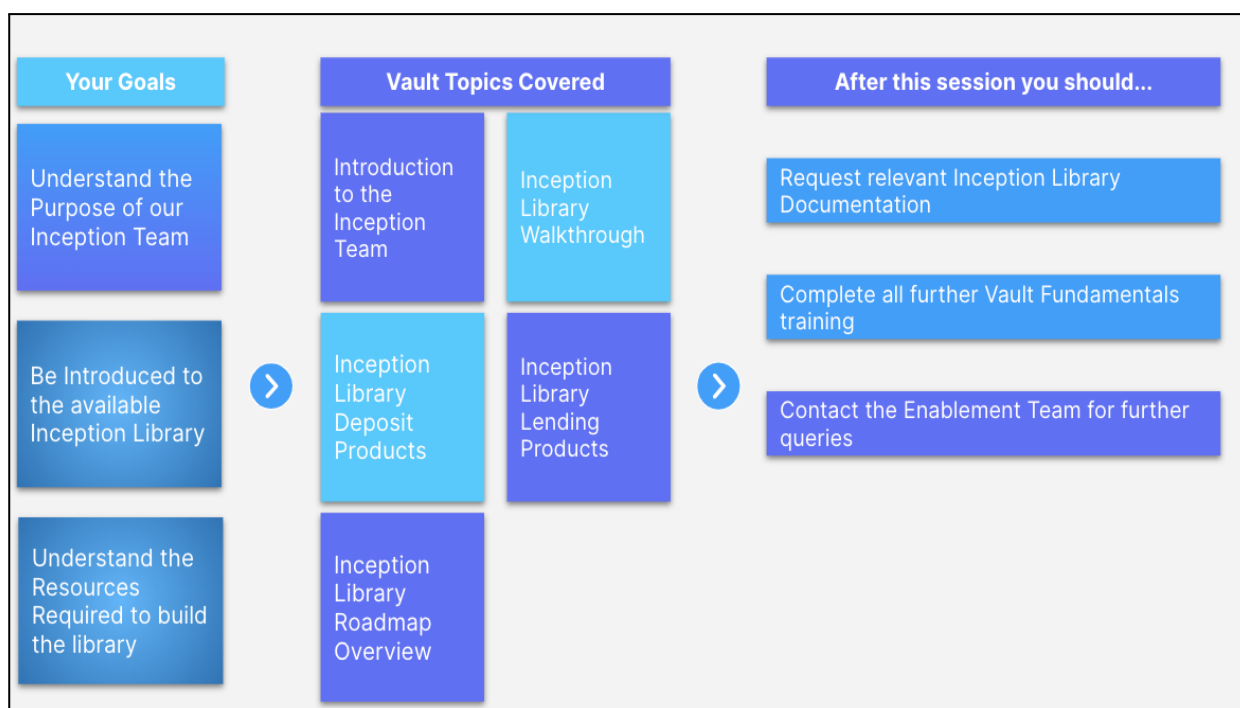 Your Goals
Understand the
Purpose of our
Inception Team
Be Introduced to
the available
Inception Library
Understand the
Resources
Required to build
the library
Vault Topics Covered
Introduction
to the
Inception
Team
Inception
Library
Walkthrough
Inception
Library
Deposit
Products
Inception
Library
Lending
Products
Inception
Library
Roadmap
Overview
After this session you should...
Request relevant Inception Library
Documentation
Complete all further Vault Fundamentals
training
Contact the Enablement Team for further
queries